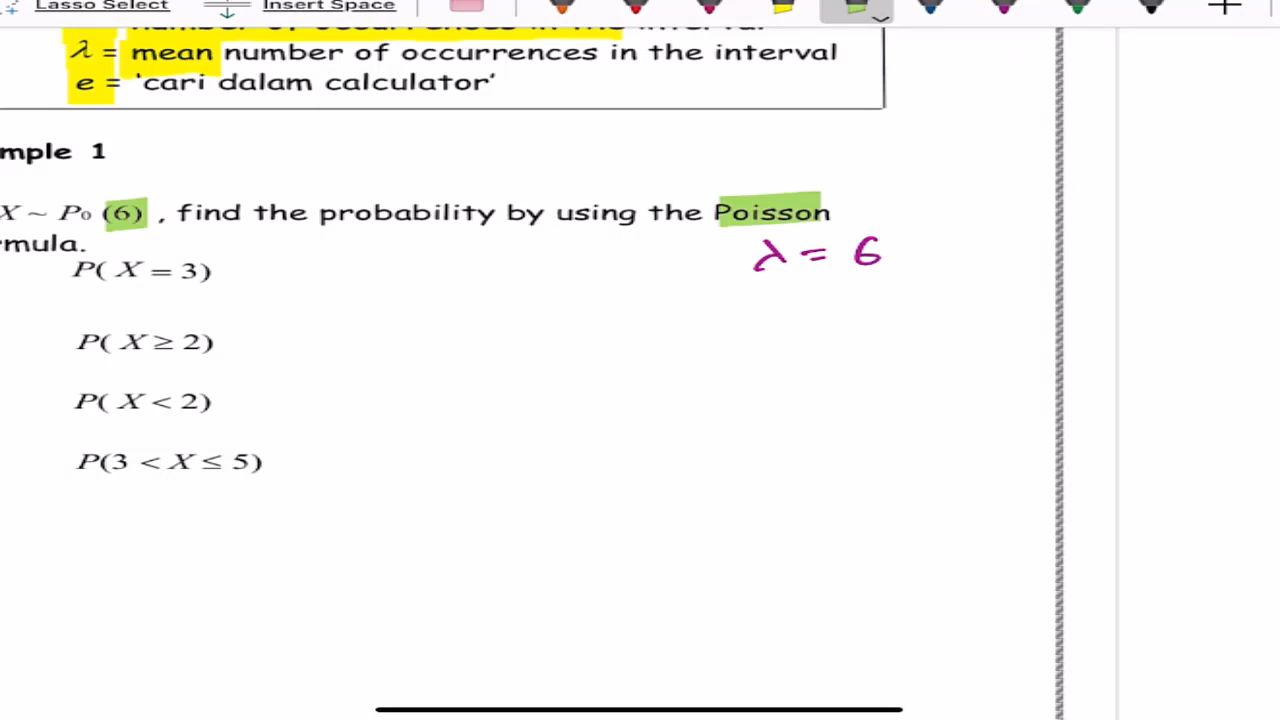 Lasso Select Insert Space
λ = mean number of occurrences in the interval
e = 'cari dalam calculator'
mple 1
X ~ P₀ (6) , find the probability by using the Poisson
rmula.
λ = 6
P( X = 3)
P( X ≥ 2)
P( X < 2)
P(3 < X ≤ 5)